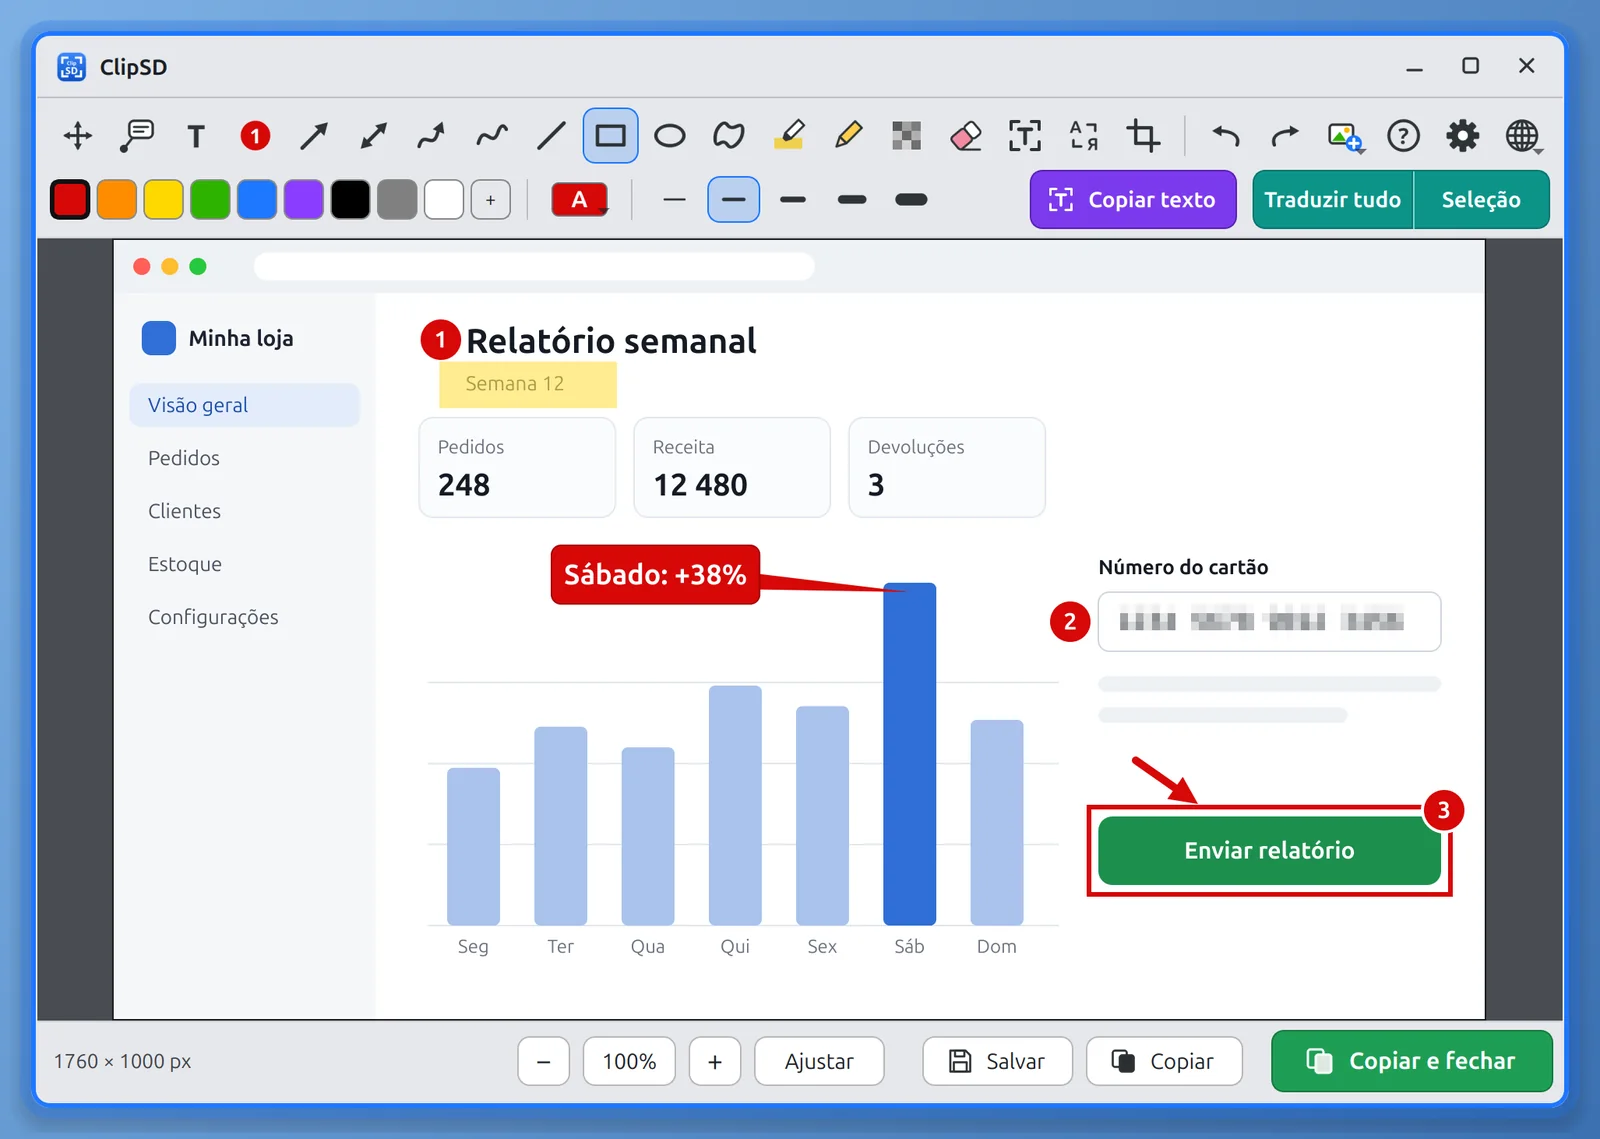 ClipSD
T
1
A
Copiar texto
Traduzir tudo
Seleção
Minha loja
Visão geral
Pedidos
Clientes
Estoque
Configurações
1 Relatório semanal
Semana 12
Pedidos
248
Receita
12 480
Devoluções
3
Sábado: +38%
Seg Ter Qua Qui Sex Sáb Dom
Número do cartão
2
3
Enviar relatório
1760 × 1000 px
− 100% + Ajustar
Salvar
Copiar
Copiar e fechar